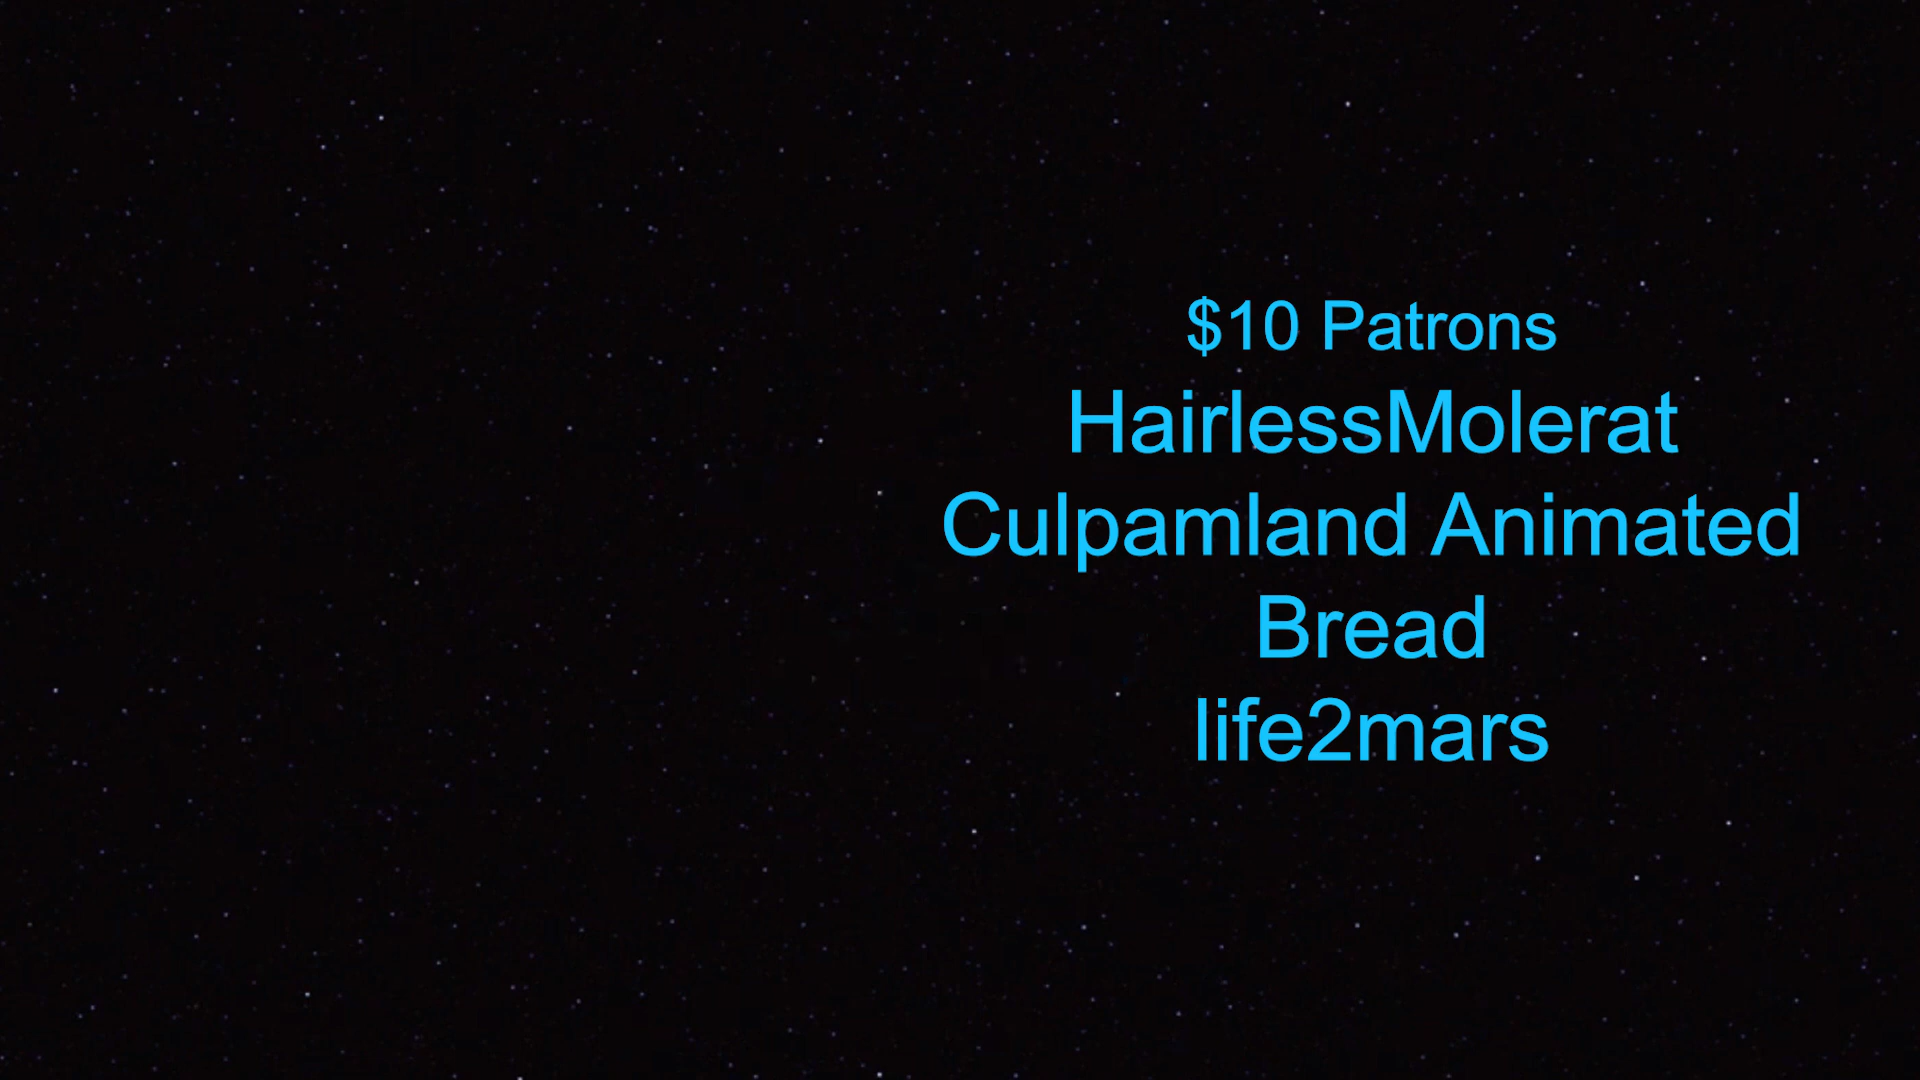 $10 Patrons
HairlessMolerat
Culpamland Animated
Bread
life2mars